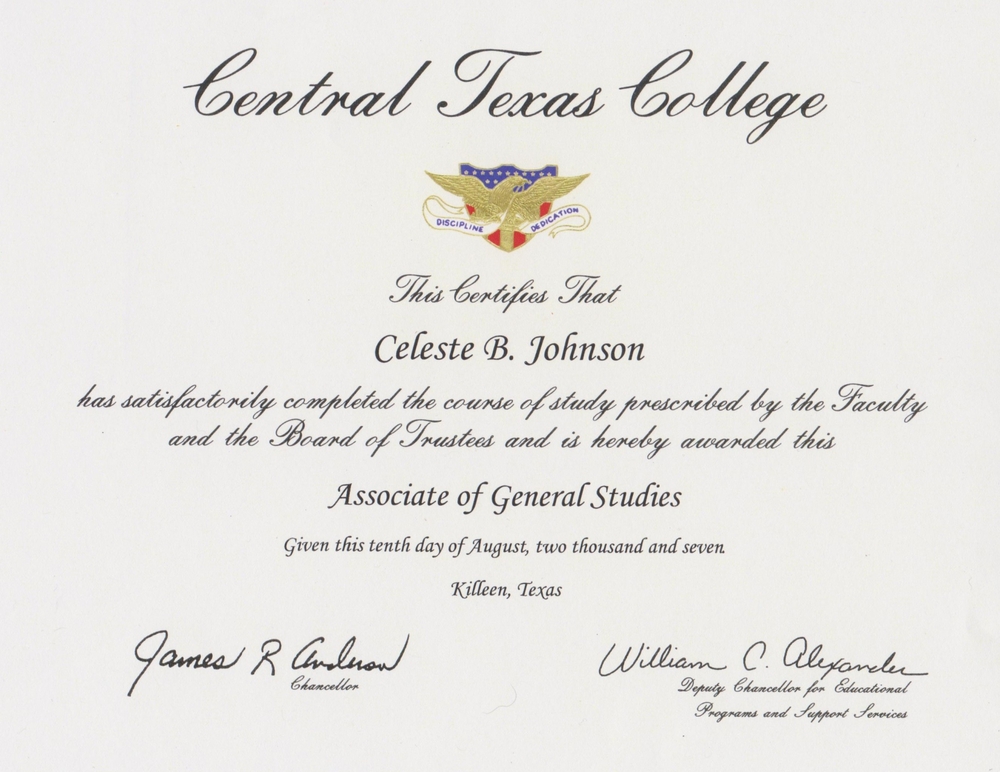 Central Texas College
DISCIPLINE DEDICATION
This Certifies That
Celeste B. Johnson
has satisfactorily completed the course of study prescribed by the Faculty
and the Board of Trustees and is hereby awarded this
Associate of General Studies
Given this tenth day of August, two thousand and seven.
Killeen, Texas
James R Anderson
Chancellor
William C. Alexander
Deputy Chancellor for Educational
Programs and Support Services